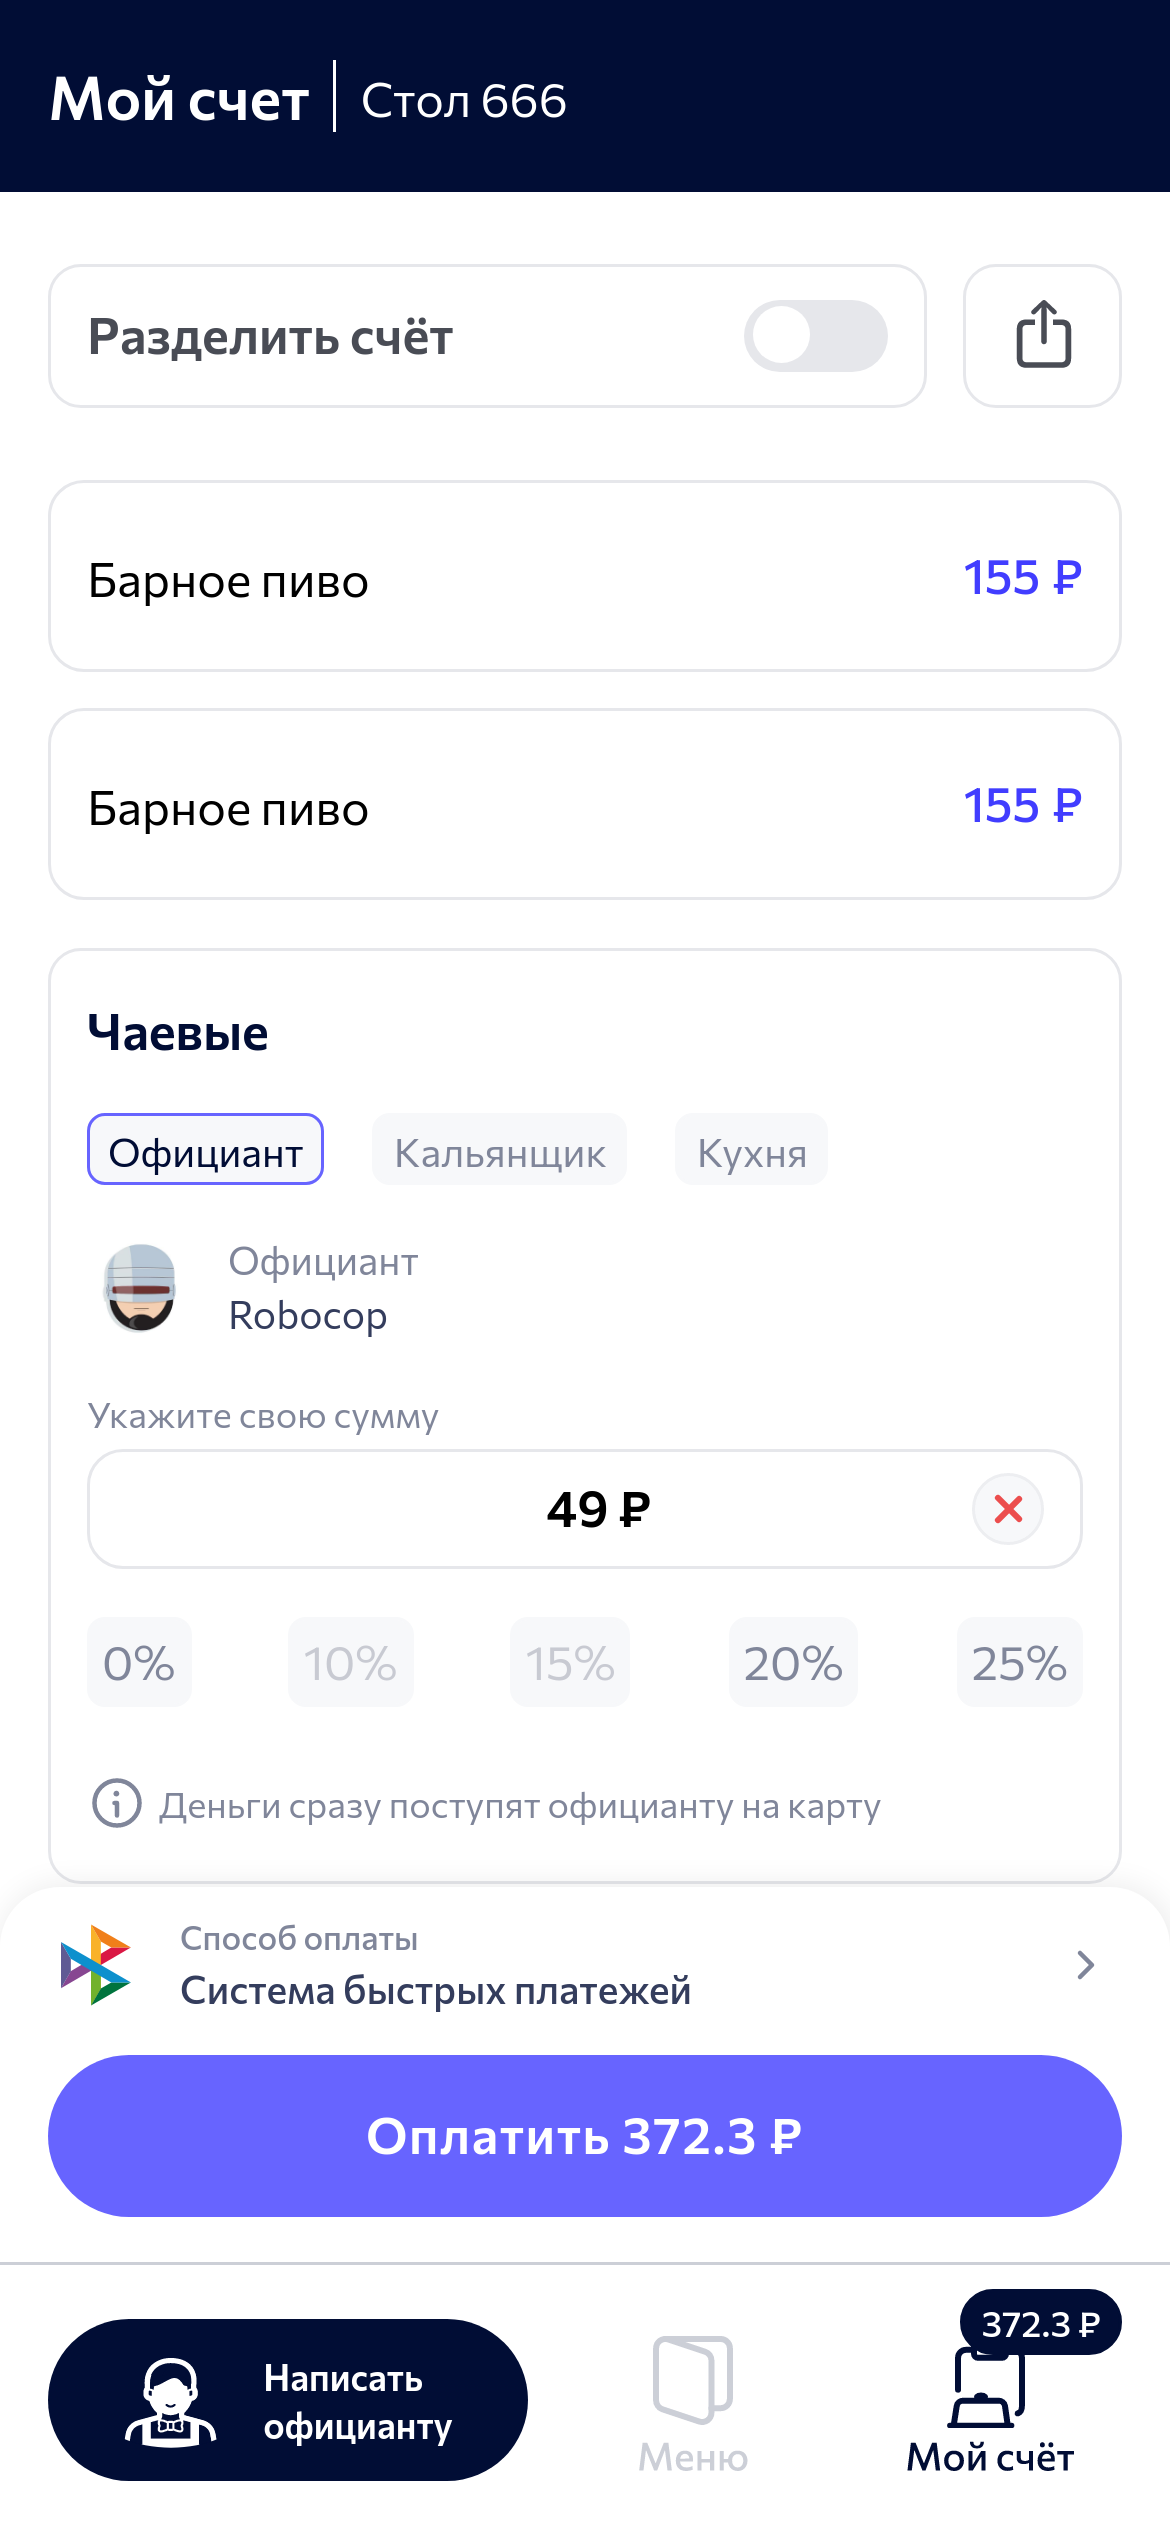 Мой счет
Стол 666
Разделить счёт
Барное пиво
155 ₽
Барное пиво
155 ₽
Чаевые
Официант
Кальянщик
Кухня
Официант
Robocop
Укажите свою сумму
49 ₽
0%
10%
15%
20%
25%
Деньги сразу поступят официанту на карту
Способ оплаты
Система быстрых платежей
Оплатить 372.3 ₽
Написать
официанту
Меню
372.3 ₽
Мой счёт